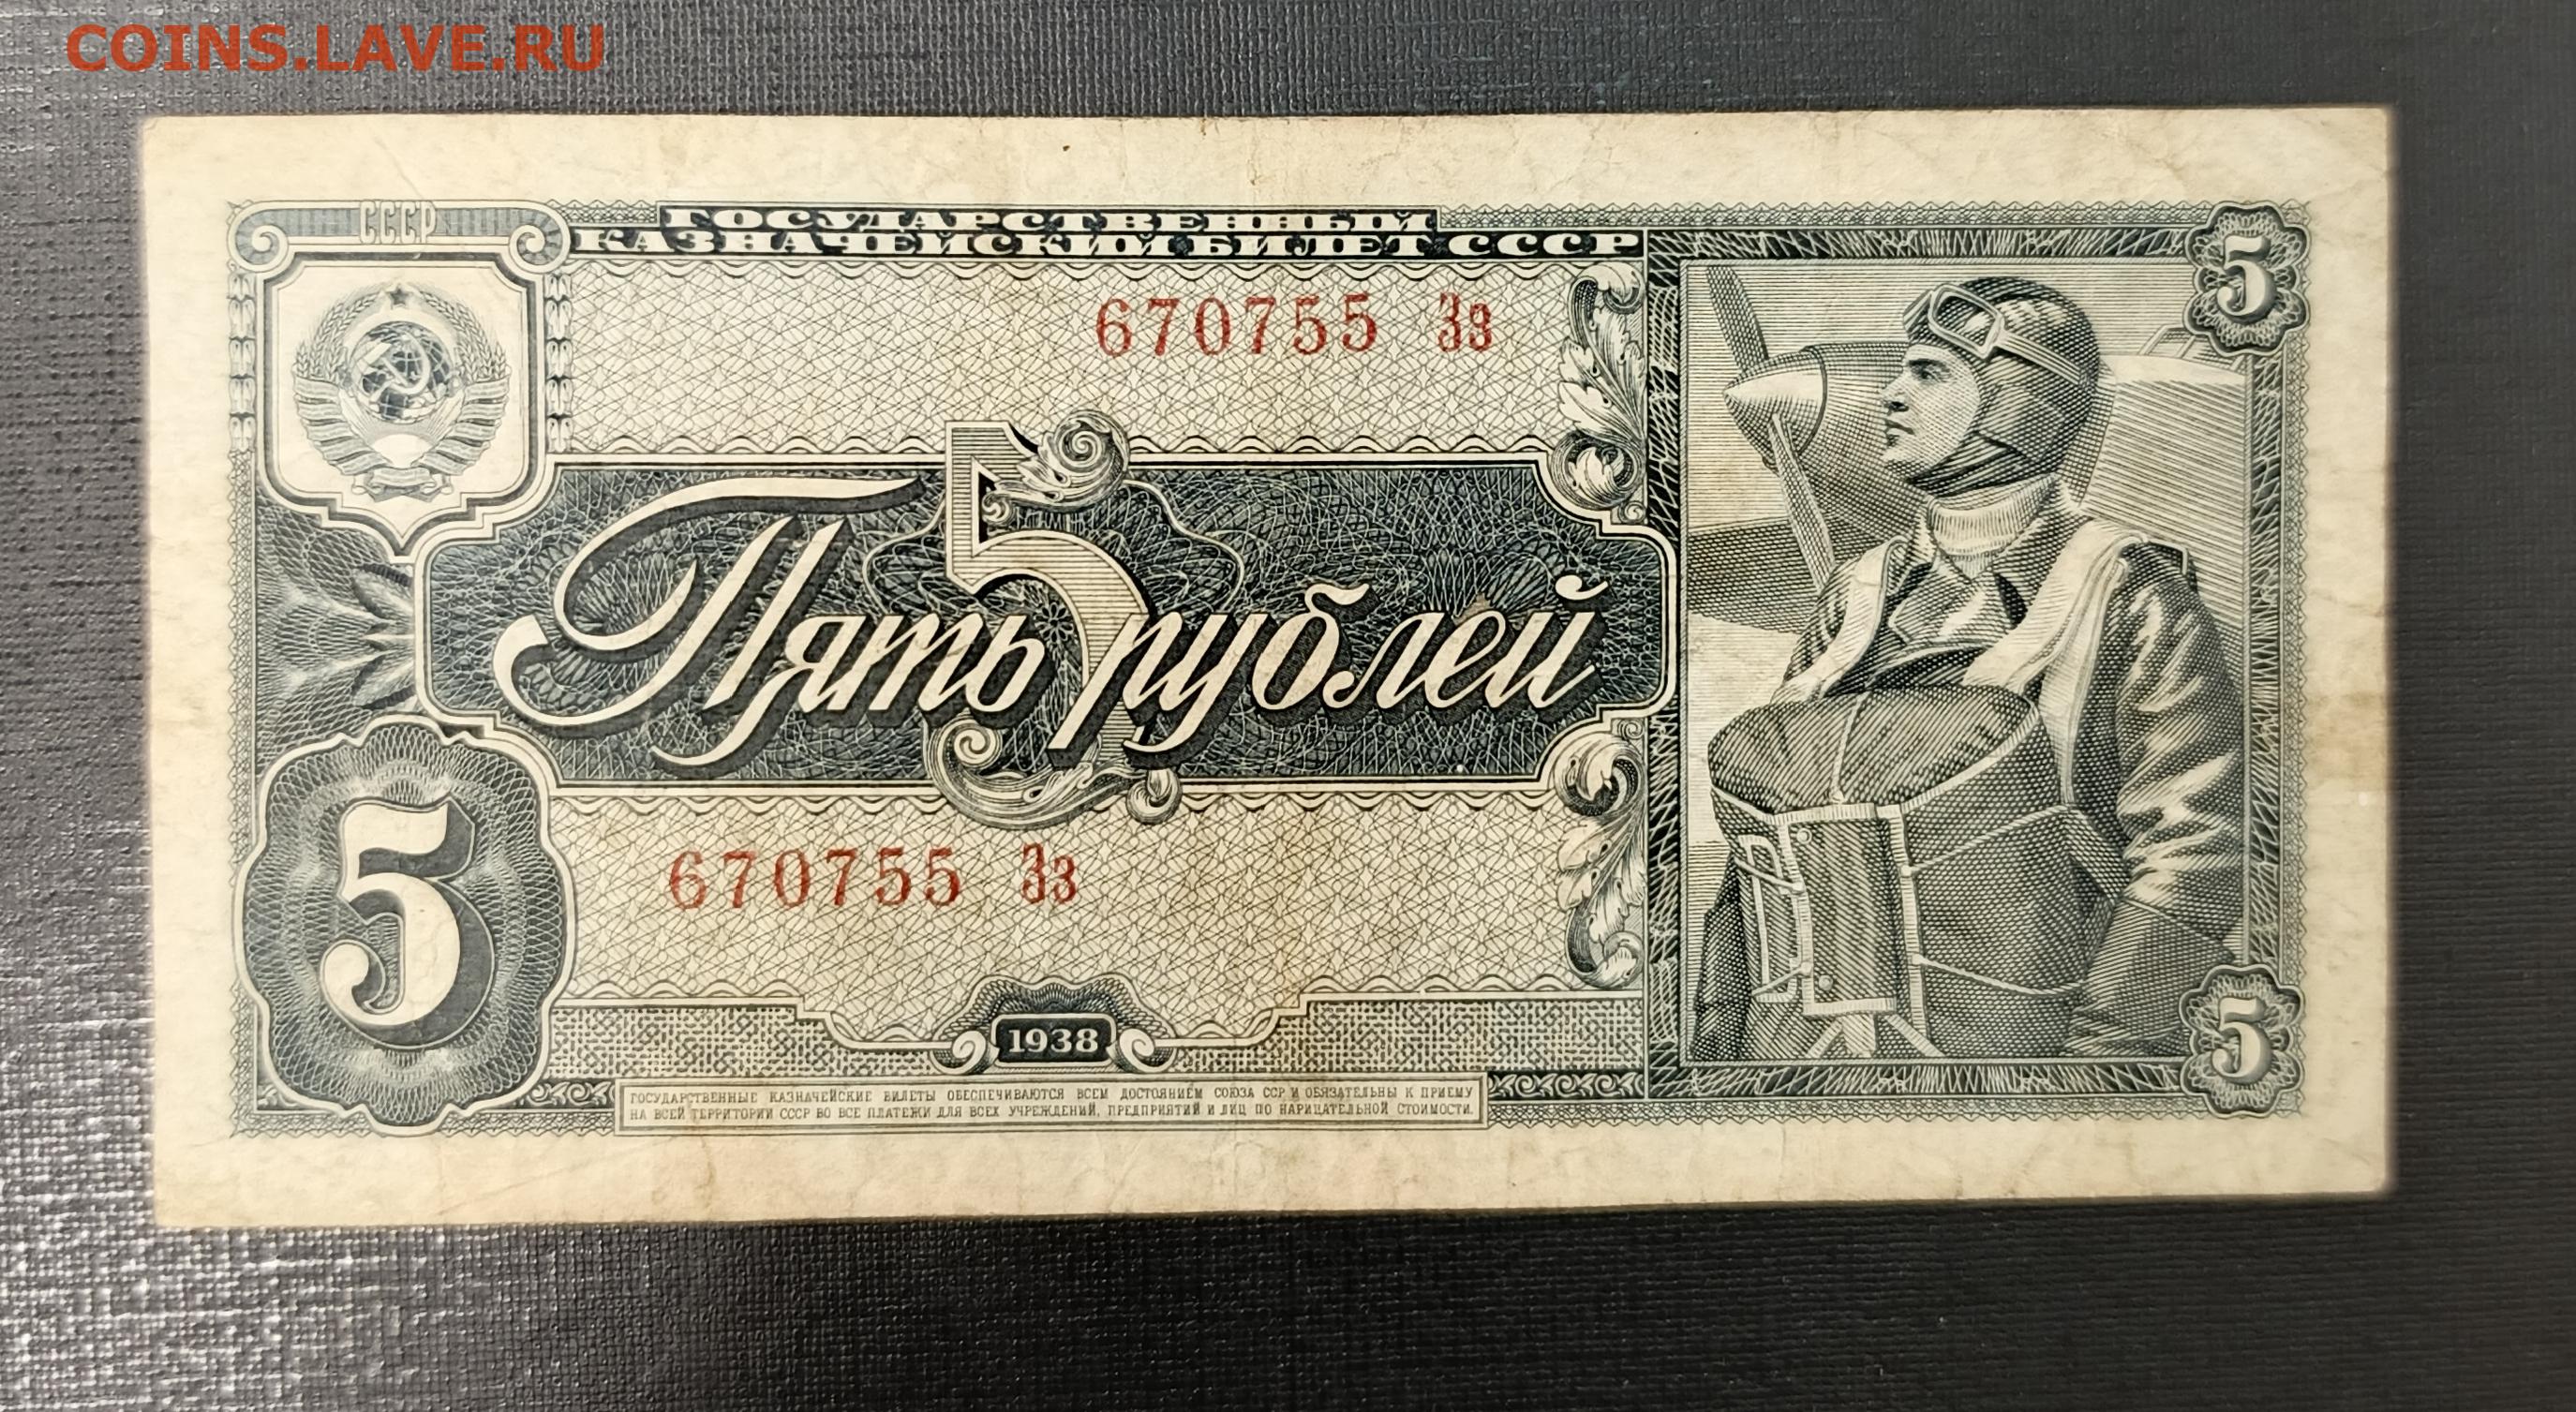 COINS.LAVE.RU
СССР
ГОСУДАРСТВЕННЫЙ
КАЗНАЧЕЙСКИЙ БИЛЕТ СССР
5
670755 Зз
5
Пять рублей
670755 Зз
5
1938
5
ГОСУДАРСТВЕННЫЕ КАЗНАЧЕЙСКИЕ БИЛЕТЫ ОБЕСПЕЧИВАЮТСЯ ВСЕМ ДОСТОЯНИЕМ СОЮЗА ССР И ОБЯЗАТЕЛЬНЫ К ПРИЕМУ
НА ВСЕЙ ТЕРРИТОРИИ СССР ВО ВСЕ ПЛАТЕЖИ ДЛЯ ВСЕХ УЧРЕЖДЕНИЙ, ПРЕДПРИЯТИЙ И ЛИЦ ПО НАРИЦАТЕЛЬНОЙ СТОИМОСТИ.